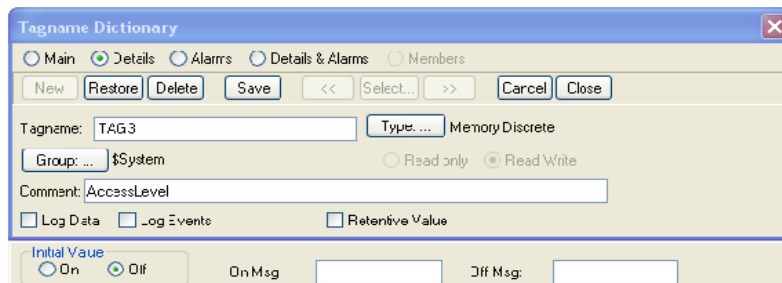 Tagname Dictionary
Main Details Alarms Details & Alarms Members
New Restore Delete Save << Select... >> Cancel Close
Tagname: TAG3 Type: ... Memory Discrete
Group: ... $System Read only Read Write
Comment: AccessLevel
Log Data Log Events Retentive Value
Initial Value
On Off On Msg Off Msg: